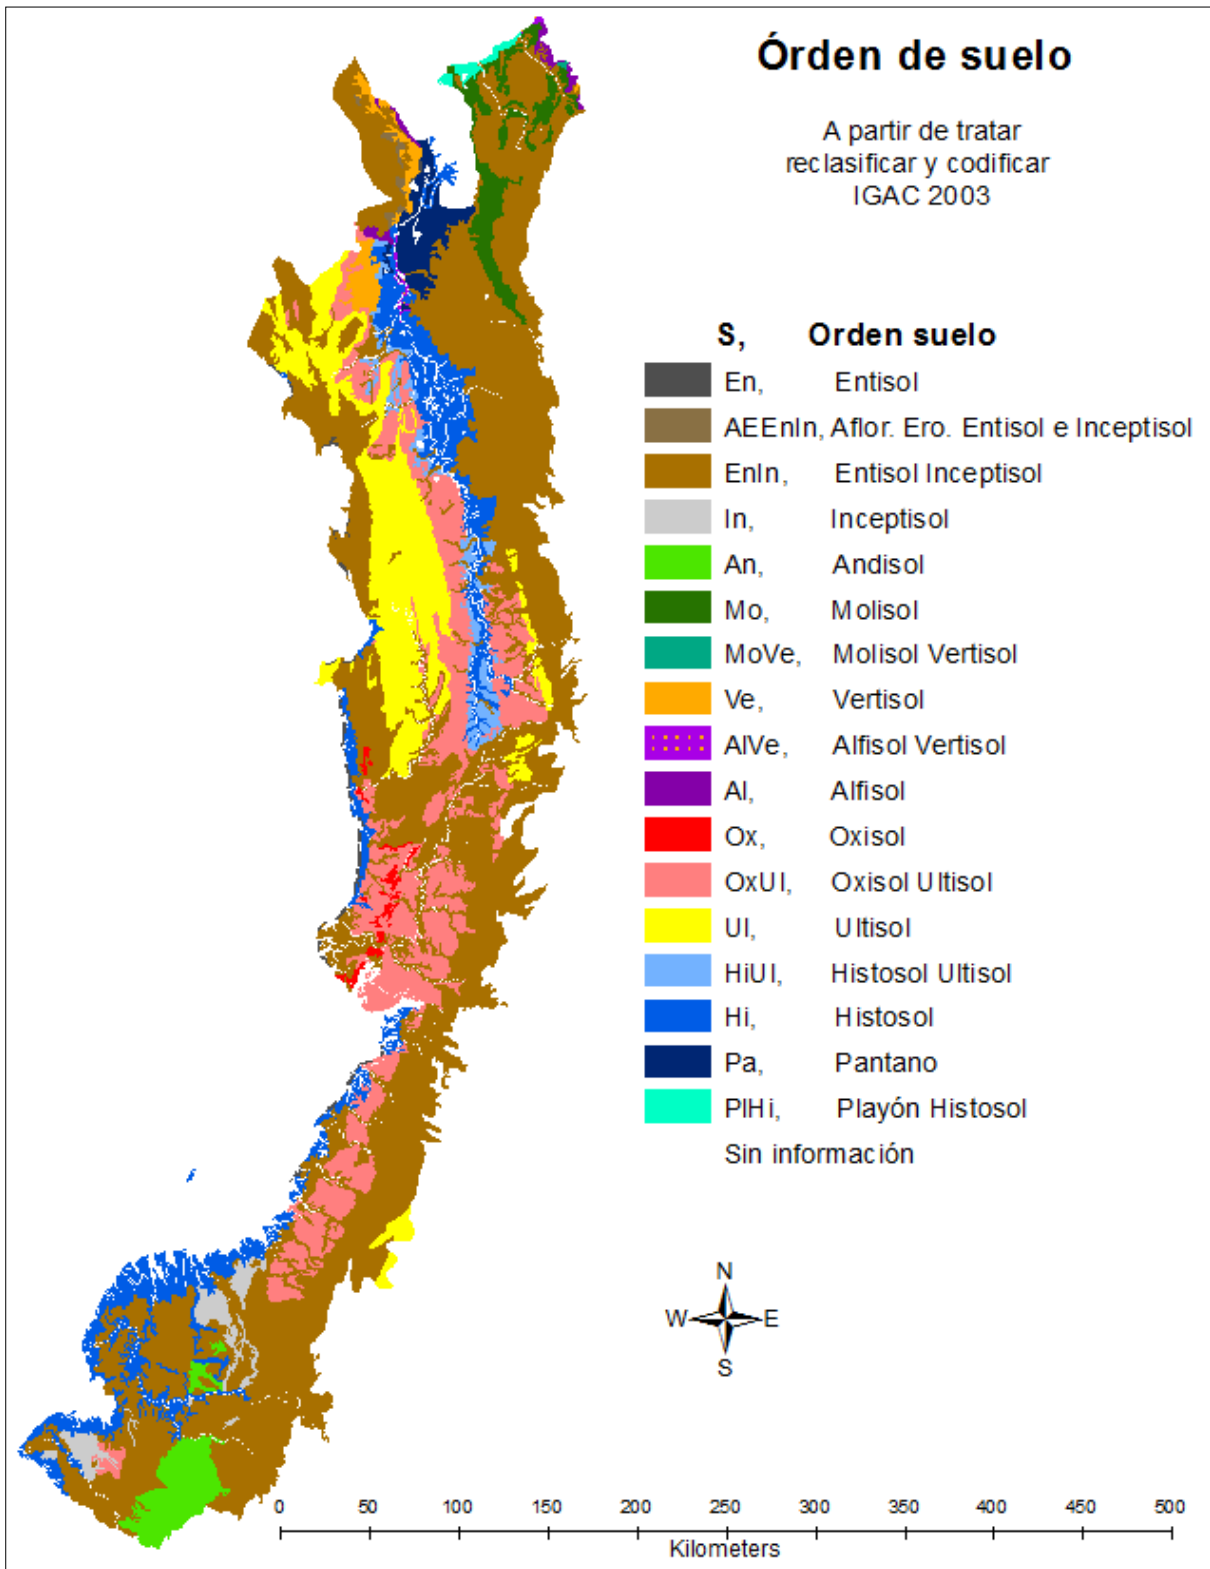 Órden de suelo
A partir de tratar
reclasificar y codificar
IGAC 2003
S, Orden suelo
En, Entisol
AEEnIn, Aflor. Ero. Entisol e Inceptisol
EnIn, Entisol Inceptisol
In, Inceptisol
An, Andisol
Mo, Molisol
MoVe, Molisol Vertisol
Ve, Vertisol
AlVe, Alfisol Vertisol
Al, Alfisol
Ox, Oxisol
OxUl, Oxisol Ultisol
Ul, Ultisol
HiUl, Histosol Ultisol
Hi, Histosol
Pa, Pantano
PlHi, Playón Histosol
Sin información
N
W E
S
0 50 100 150 200 250 300 350 400 450 500
Kilometers